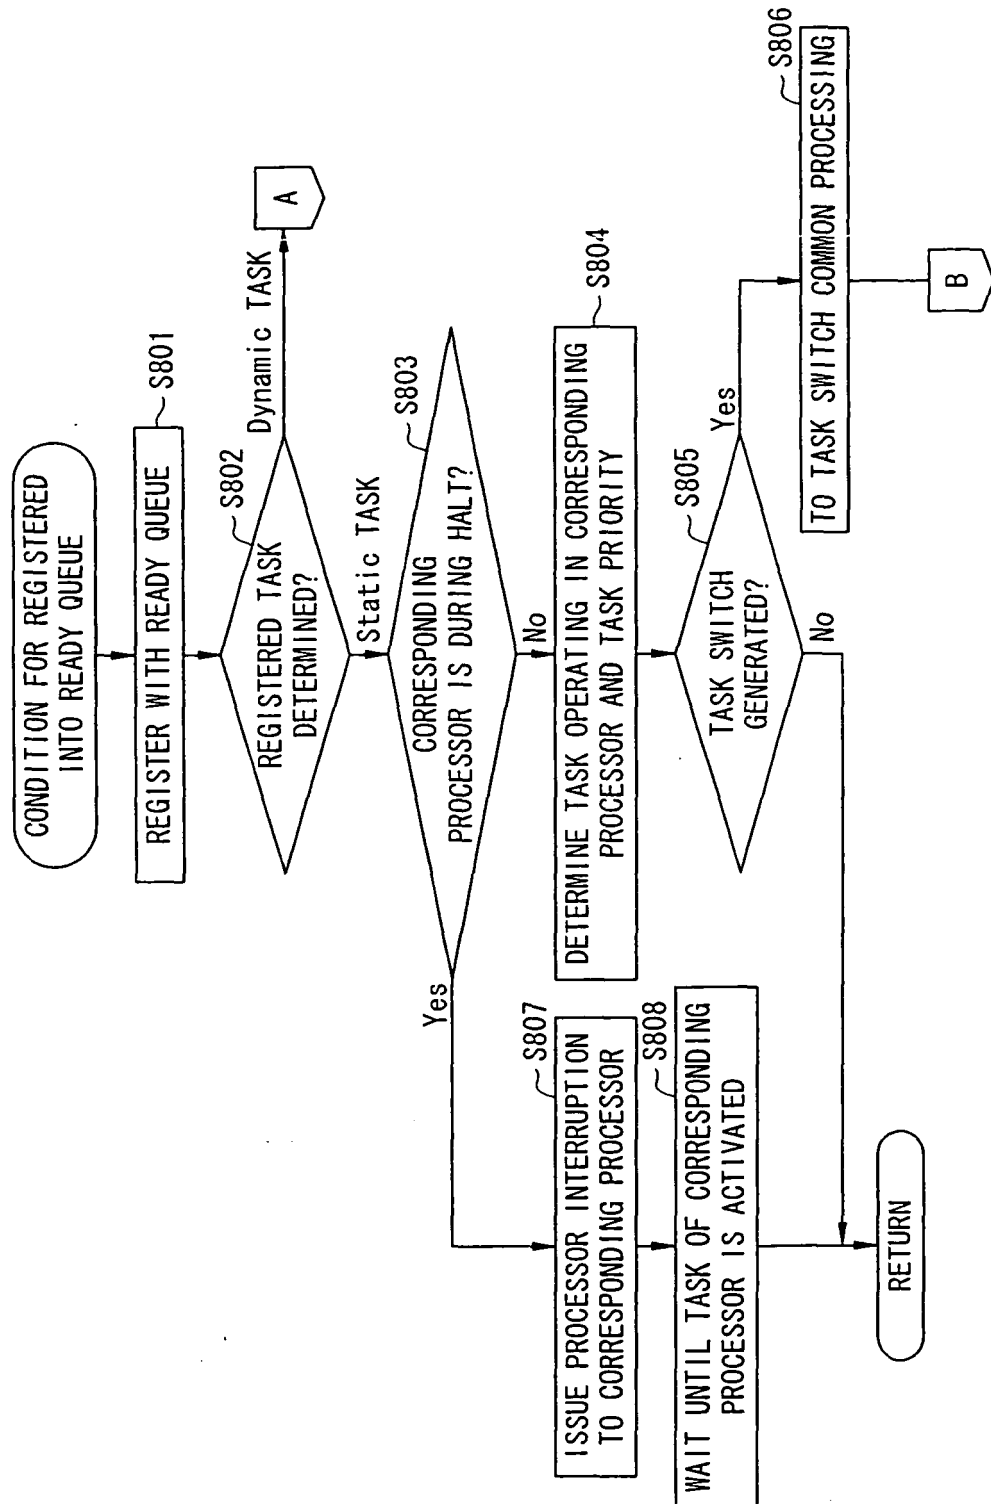 CONDITION FOR REGISTERED
INTO READY QUEUE
S801
REGISTER WITH READY QUEUE
S802
REGISTERED TASK
DETERMINED?
Dynamic TASK
A
Static TASK
S803
CORRESPONDING
PROCESSOR IS DURING HALT?
Yes
No
S804
DETERMINE TASK OPERATING IN CORRESPONDING
PROCESSOR AND TASK PRIORITY
S805
TASK SWITCH
GENERATED?
Yes
No
S806
TO TASK SWITCH COMMON PROCESSING
B
S807
ISSUE PROCESSOR INTERRUPTION
TO CORRESPONDING PROCESSOR
S808
WAIT UNTIL TASK OF CORRESPONDING
PROCESSOR IS ACTIVATED
RETURN